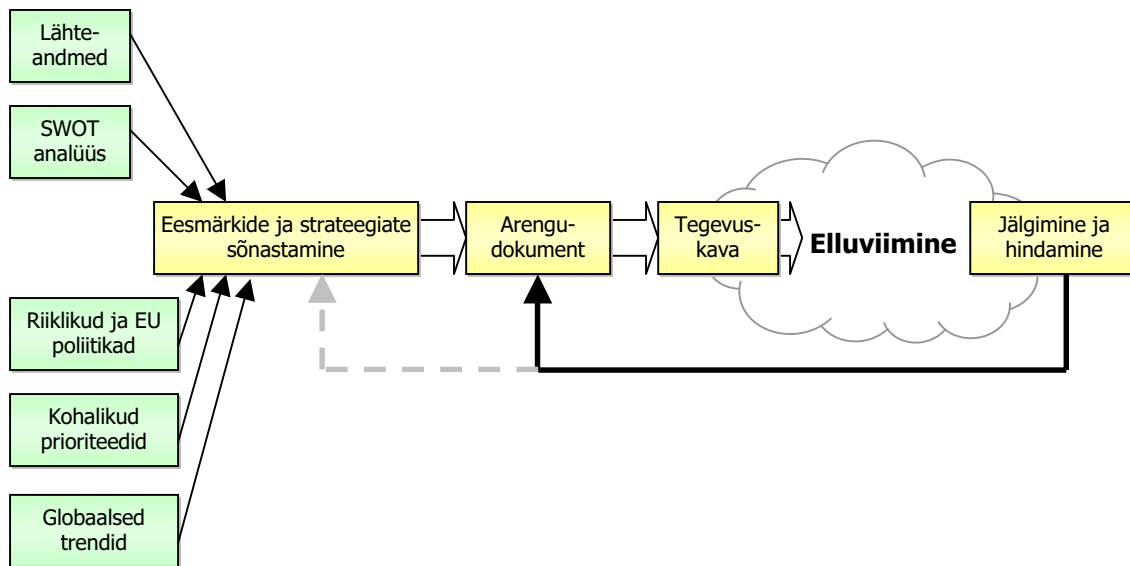 Lähte-
andmed
SWOT
analüüs
Eesmärkide ja strateegiate
sõnastamine
Arengu-
dokument
Tegevus-
kava
Elluviimine
Jälgimine ja
hindamine
Riiklikud ja EU
poliitikad
Kohalikud
prioriteedid
Globaalsed
trendid